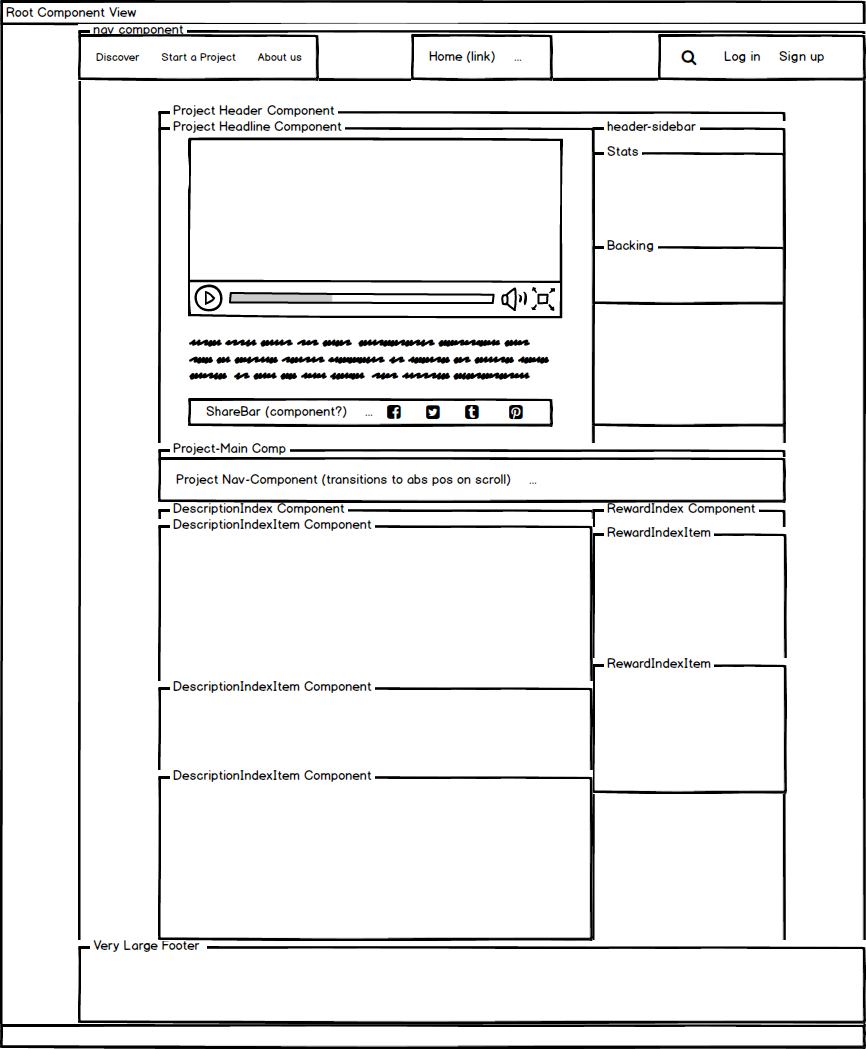 Root Component View
nav component
Discover Start a Project About us Home (link) ... Log in Sign up
Project Header Component
Project Headline Component header-sidebar
Stats
Backing
ShareBar (component?) ...
Project-Main Comp
Project Nav-Component (transitions to abs pos on scroll) ...
DescriptionIndex Component RewardIndex Component
DescriptionIndexItem Component
RewardIndexItem
RewardIndexItem
DescriptionIndexItem Component
DescriptionIndexItem Component
Very Large Footer